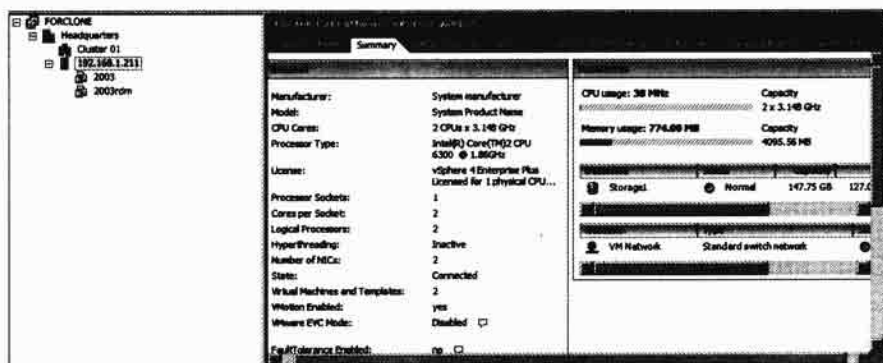 FORCLONE
Headquarters
Cluster 01
192.168.1.211
2003
2003rdm
Summary
Manufacturer: System manufacturer
Model: System Product Name
CPU Cores: 2 CPUs x 3.148 GHz
Processor Type: Intel(R) Core(TM)2 CPU
6300 @ 1.86GHz
License: vSphere 4 Enterprise Plus
Licensed for 1 physical CPU...
Processor Sockets: 1
Cores per Socket: 2
Logical Processors: 2
Hyperthreading: Inactive
Number of NICs: 2
State: Connected
Virtual Machines and Templates: 2
VMotion Enabled: yes
VMware EVC Mode: Disabled
FaultTolerance Enabled: no
CPU usage: 38 MHz Capacity
2 x 3.148 GHz
Memory usage: 774.00 MB Capacity
4095.56 MB
Storage1 Normal 147.75 GB 127.0
VM Network Standard switch network